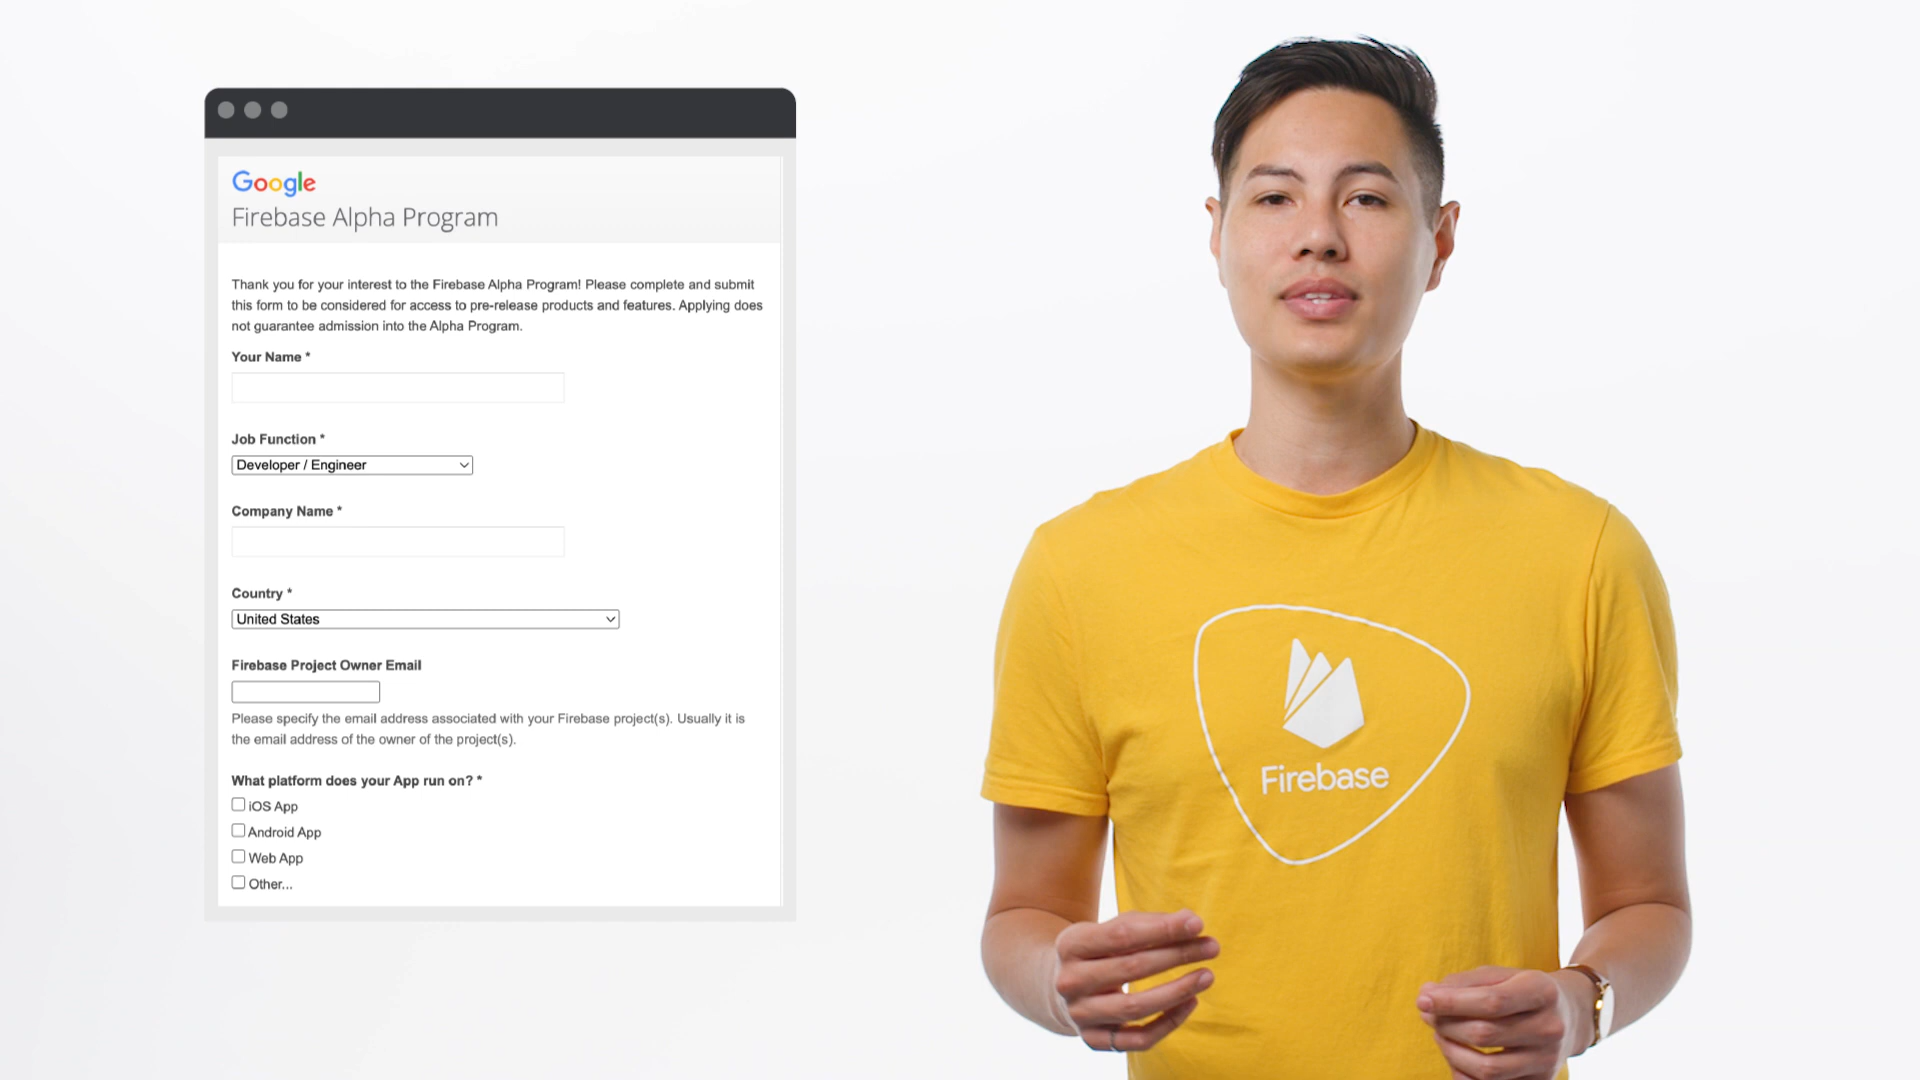 Google
Firebase Alpha Program
Thank you for your interest to the Firebase Alpha Program! Please complete and submit
this form to be considered for access to pre-release products and features. Applying does
not guarantee admission into the Alpha Program.
Your Name *
Job Function *
Developer / Engineer
Company Name *
Country *
United States
Firebase Project Owner Email
Please specify the email address associated with your Firebase project(s). Usually it is
the email address of the owner of the project(s).
What platform does your App run on? *
iOS App
Android App
Web App
Other...
Firebase